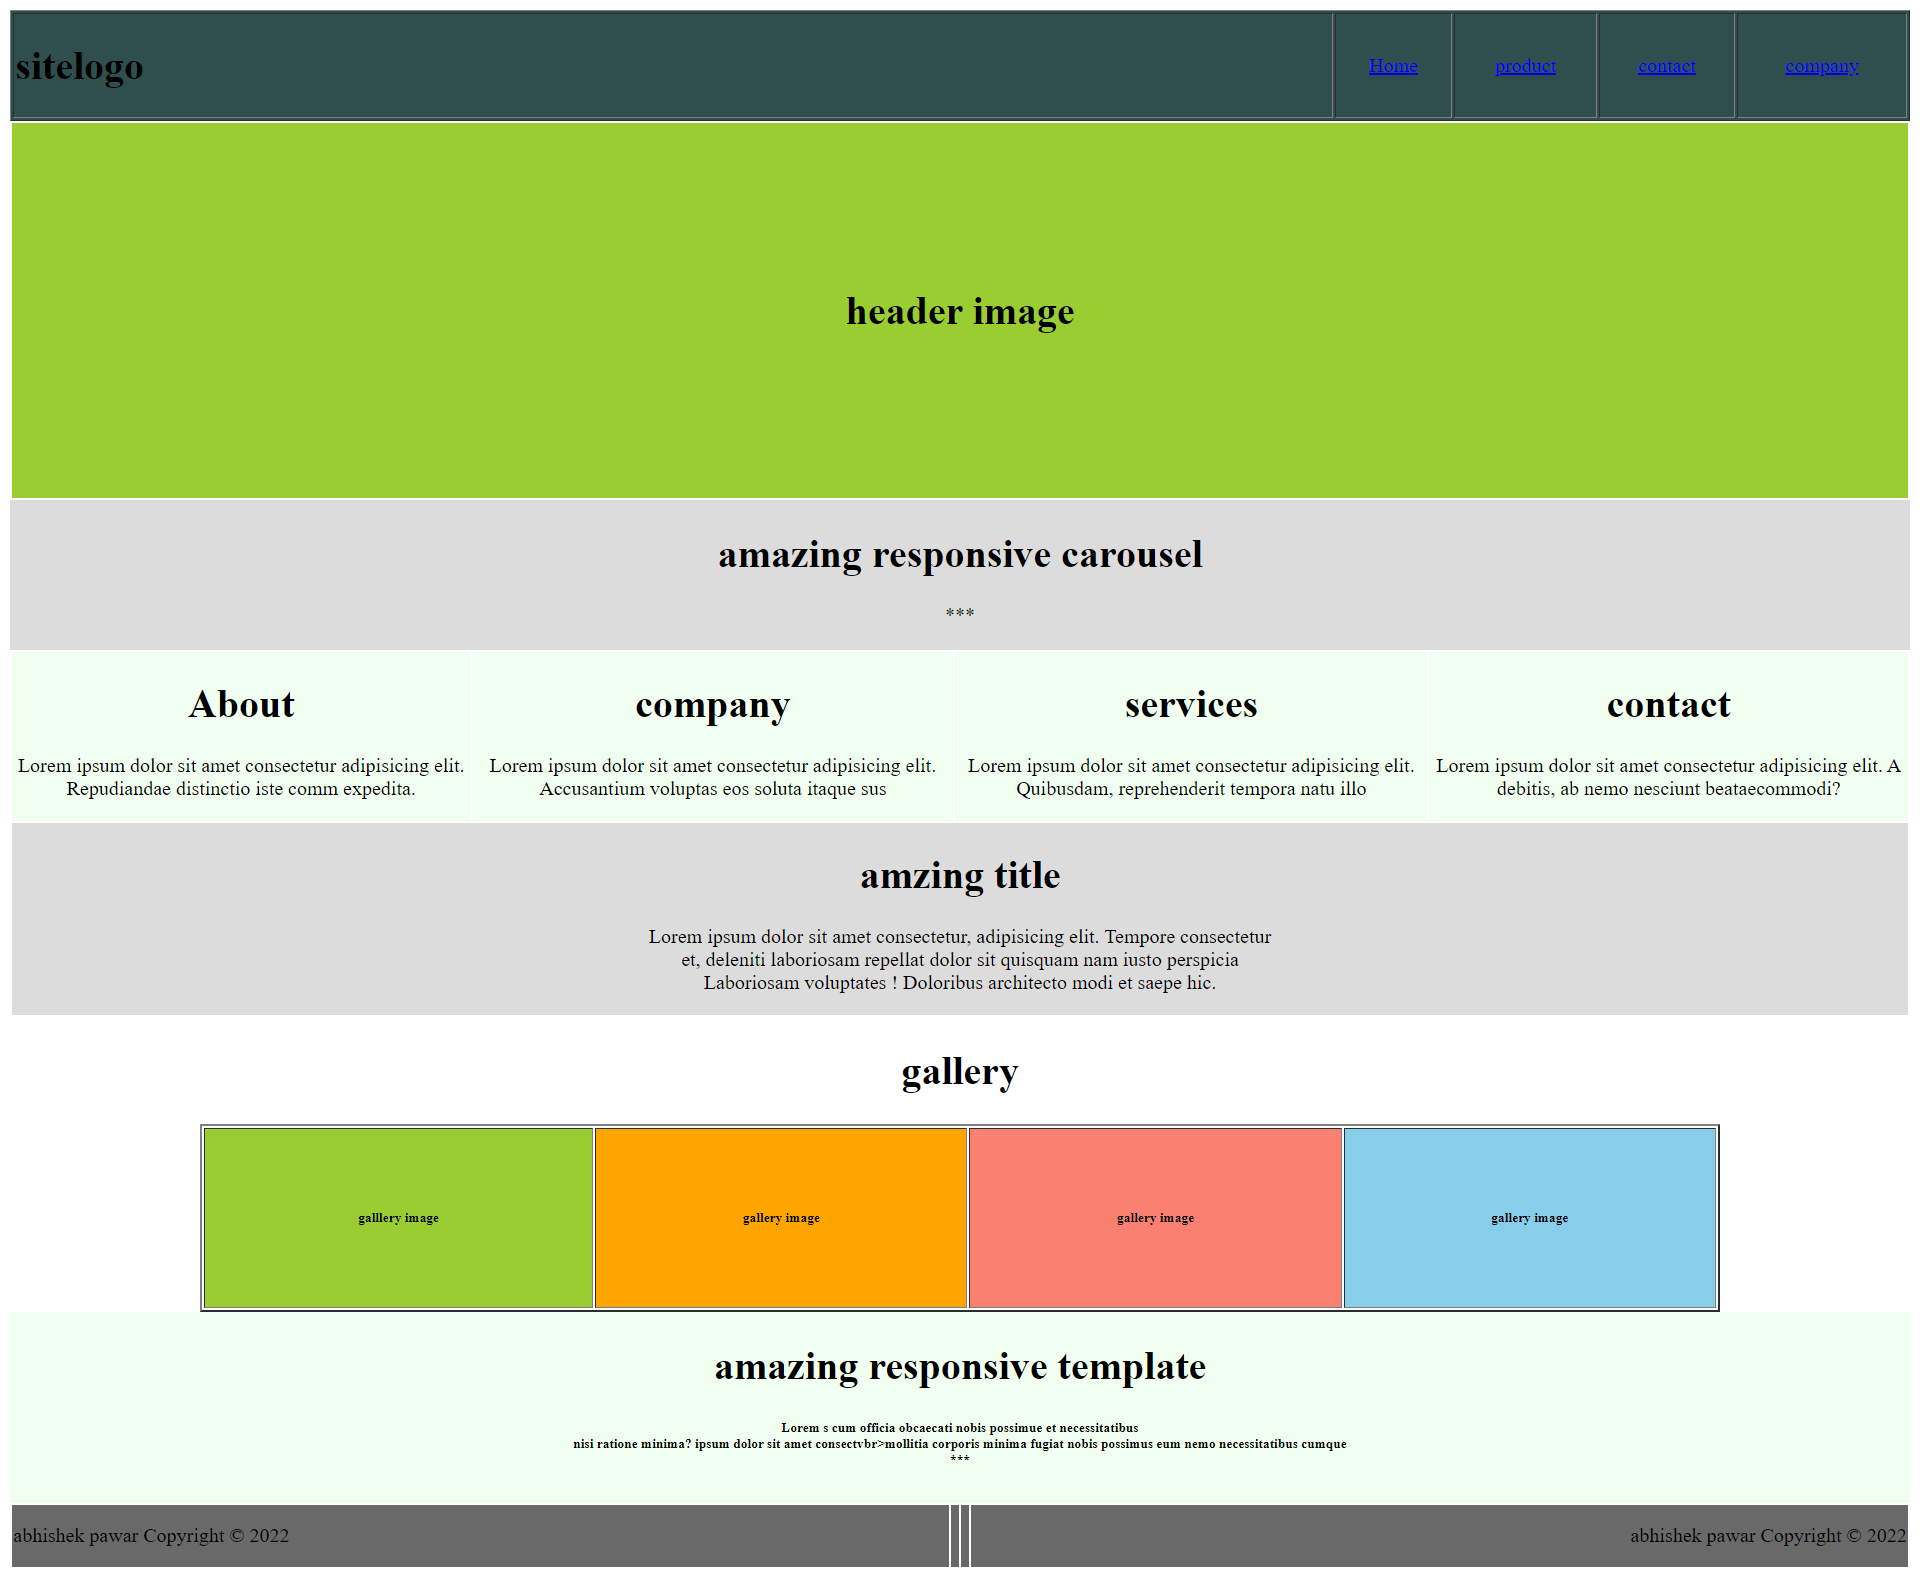 sitelogo
Home
product
contact
company
header image
amazing responsive carousel
***
About
Lorem ipsum dolor sit amet consectetur adipisicing elit.
Repudiandae distinctio iste comm expedita.
company
Lorem ipsum dolor sit amet consectetur adipisicing elit.
Accusantium voluptas eos soluta itaque sus
services
Lorem ipsum dolor sit amet consectetur adipisicing elit.
Quibusdam, reprehenderit tempora natu illo
contact
Lorem ipsum dolor sit amet consectetur adipisicing elit. A
debitis, ab nemo nesciunt beataecommodi?
amzing title
Lorem ipsum dolor sit amet consectetur, adipisicing elit. Tempore consectetur
et, deleniti laboriosam repellat dolor sit quisquam nam iusto perspicia
Laboriosam voluptates ! Doloribus architecto modi et saepe hic.
gallery
galllery image
gallery image
gallery image
gallery image
amazing responsive template
Lorem s cum officia obcaecati nobis possimue et necessitatibus
nisi ratione minima? ipsum dolor sit amet consectvbr>mollitia corporis minima fugiat nobis possimus eum nemo necessitatibus cumque
***
abhishek pawar Copyright © 2022
abhishek pawar Copyright © 2022